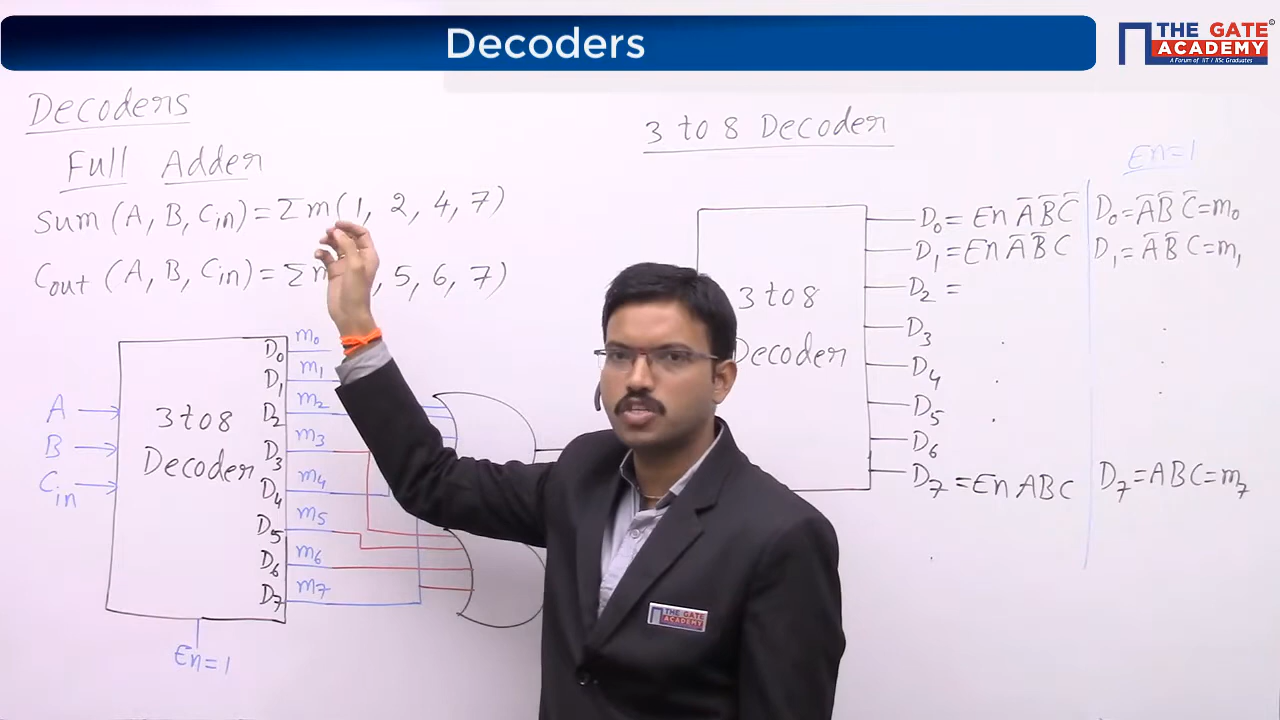 Decoders
THE GATE
ACADEMY
A Forum of IIT / IISc Graduates
Decoders
Full Adder
Sum (A, B, Cin) = Σm(1, 2, 4, 7)
Cout (A, B, Cin) = Σm , 5, 6, 7)
A
B
Cin
3 to 8
Decoder
D0 m0
D1 m1
D2 m2
D3 m3
D4 m4
D5 m5
D6 m6
D7 m7
En=1
3 to 8 Decoder
3 to 8
Decoder
En=1
D0 = En A̅ B̅ C̅ D0 = A̅ B̅ C̅ = m0
D1 = En A̅ B̅ C D1 = A̅ B̅ C = m1
D2 =
D3
D4
D5
D6
D7 = En ABC D7 = ABC = m7
THE GATE
ACADEMY